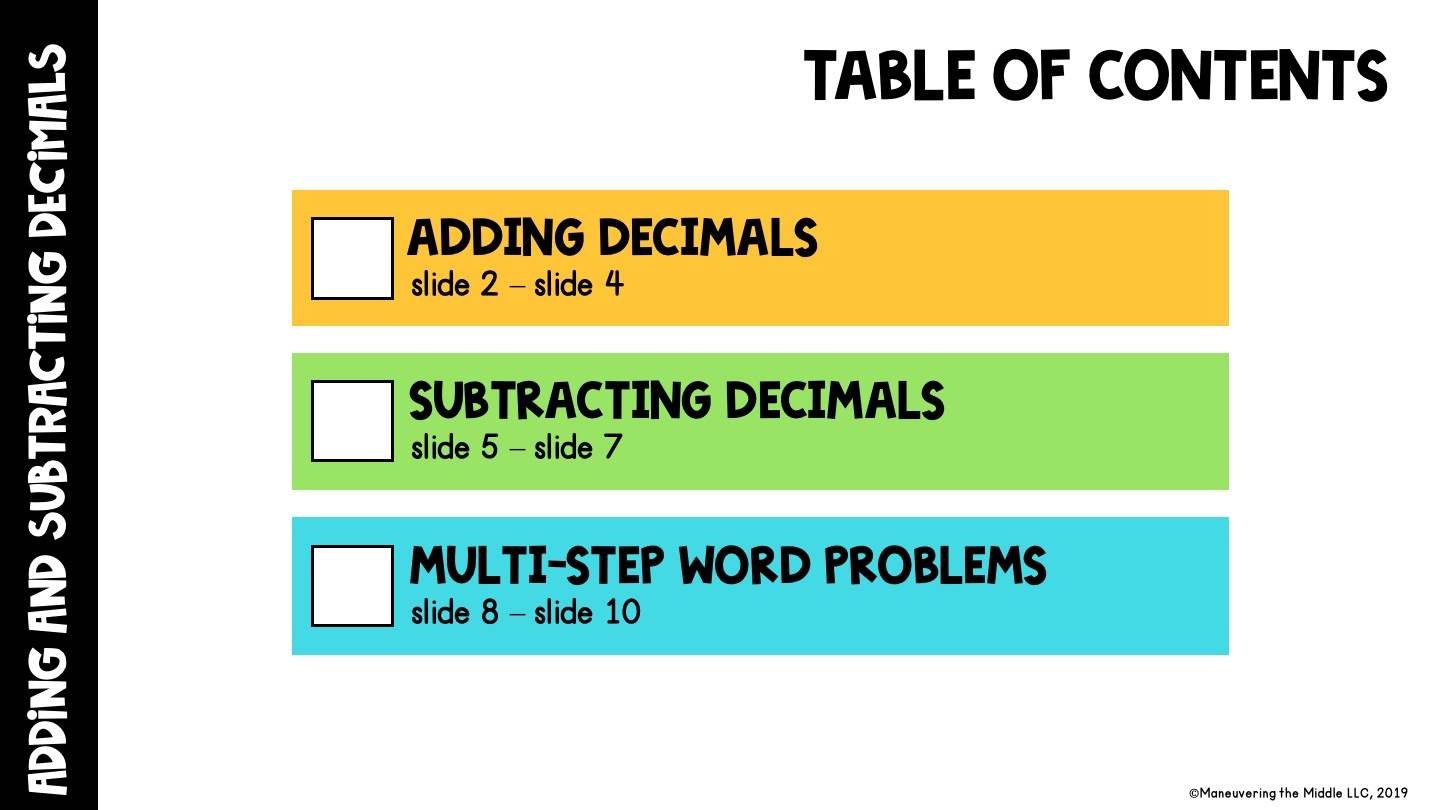 ADDING AND SUBTRACTING DECIMALS
TABLE OF CONTENTS
ADDING DECIMALS
slide 2 – slide 4
SUBTRACTING DECIMALS
slide 5 – slide 7
MULTI-STEP WORD PROBLEMS
slide 8 – slide 10
©Maneuvering the Middle LLC, 2019